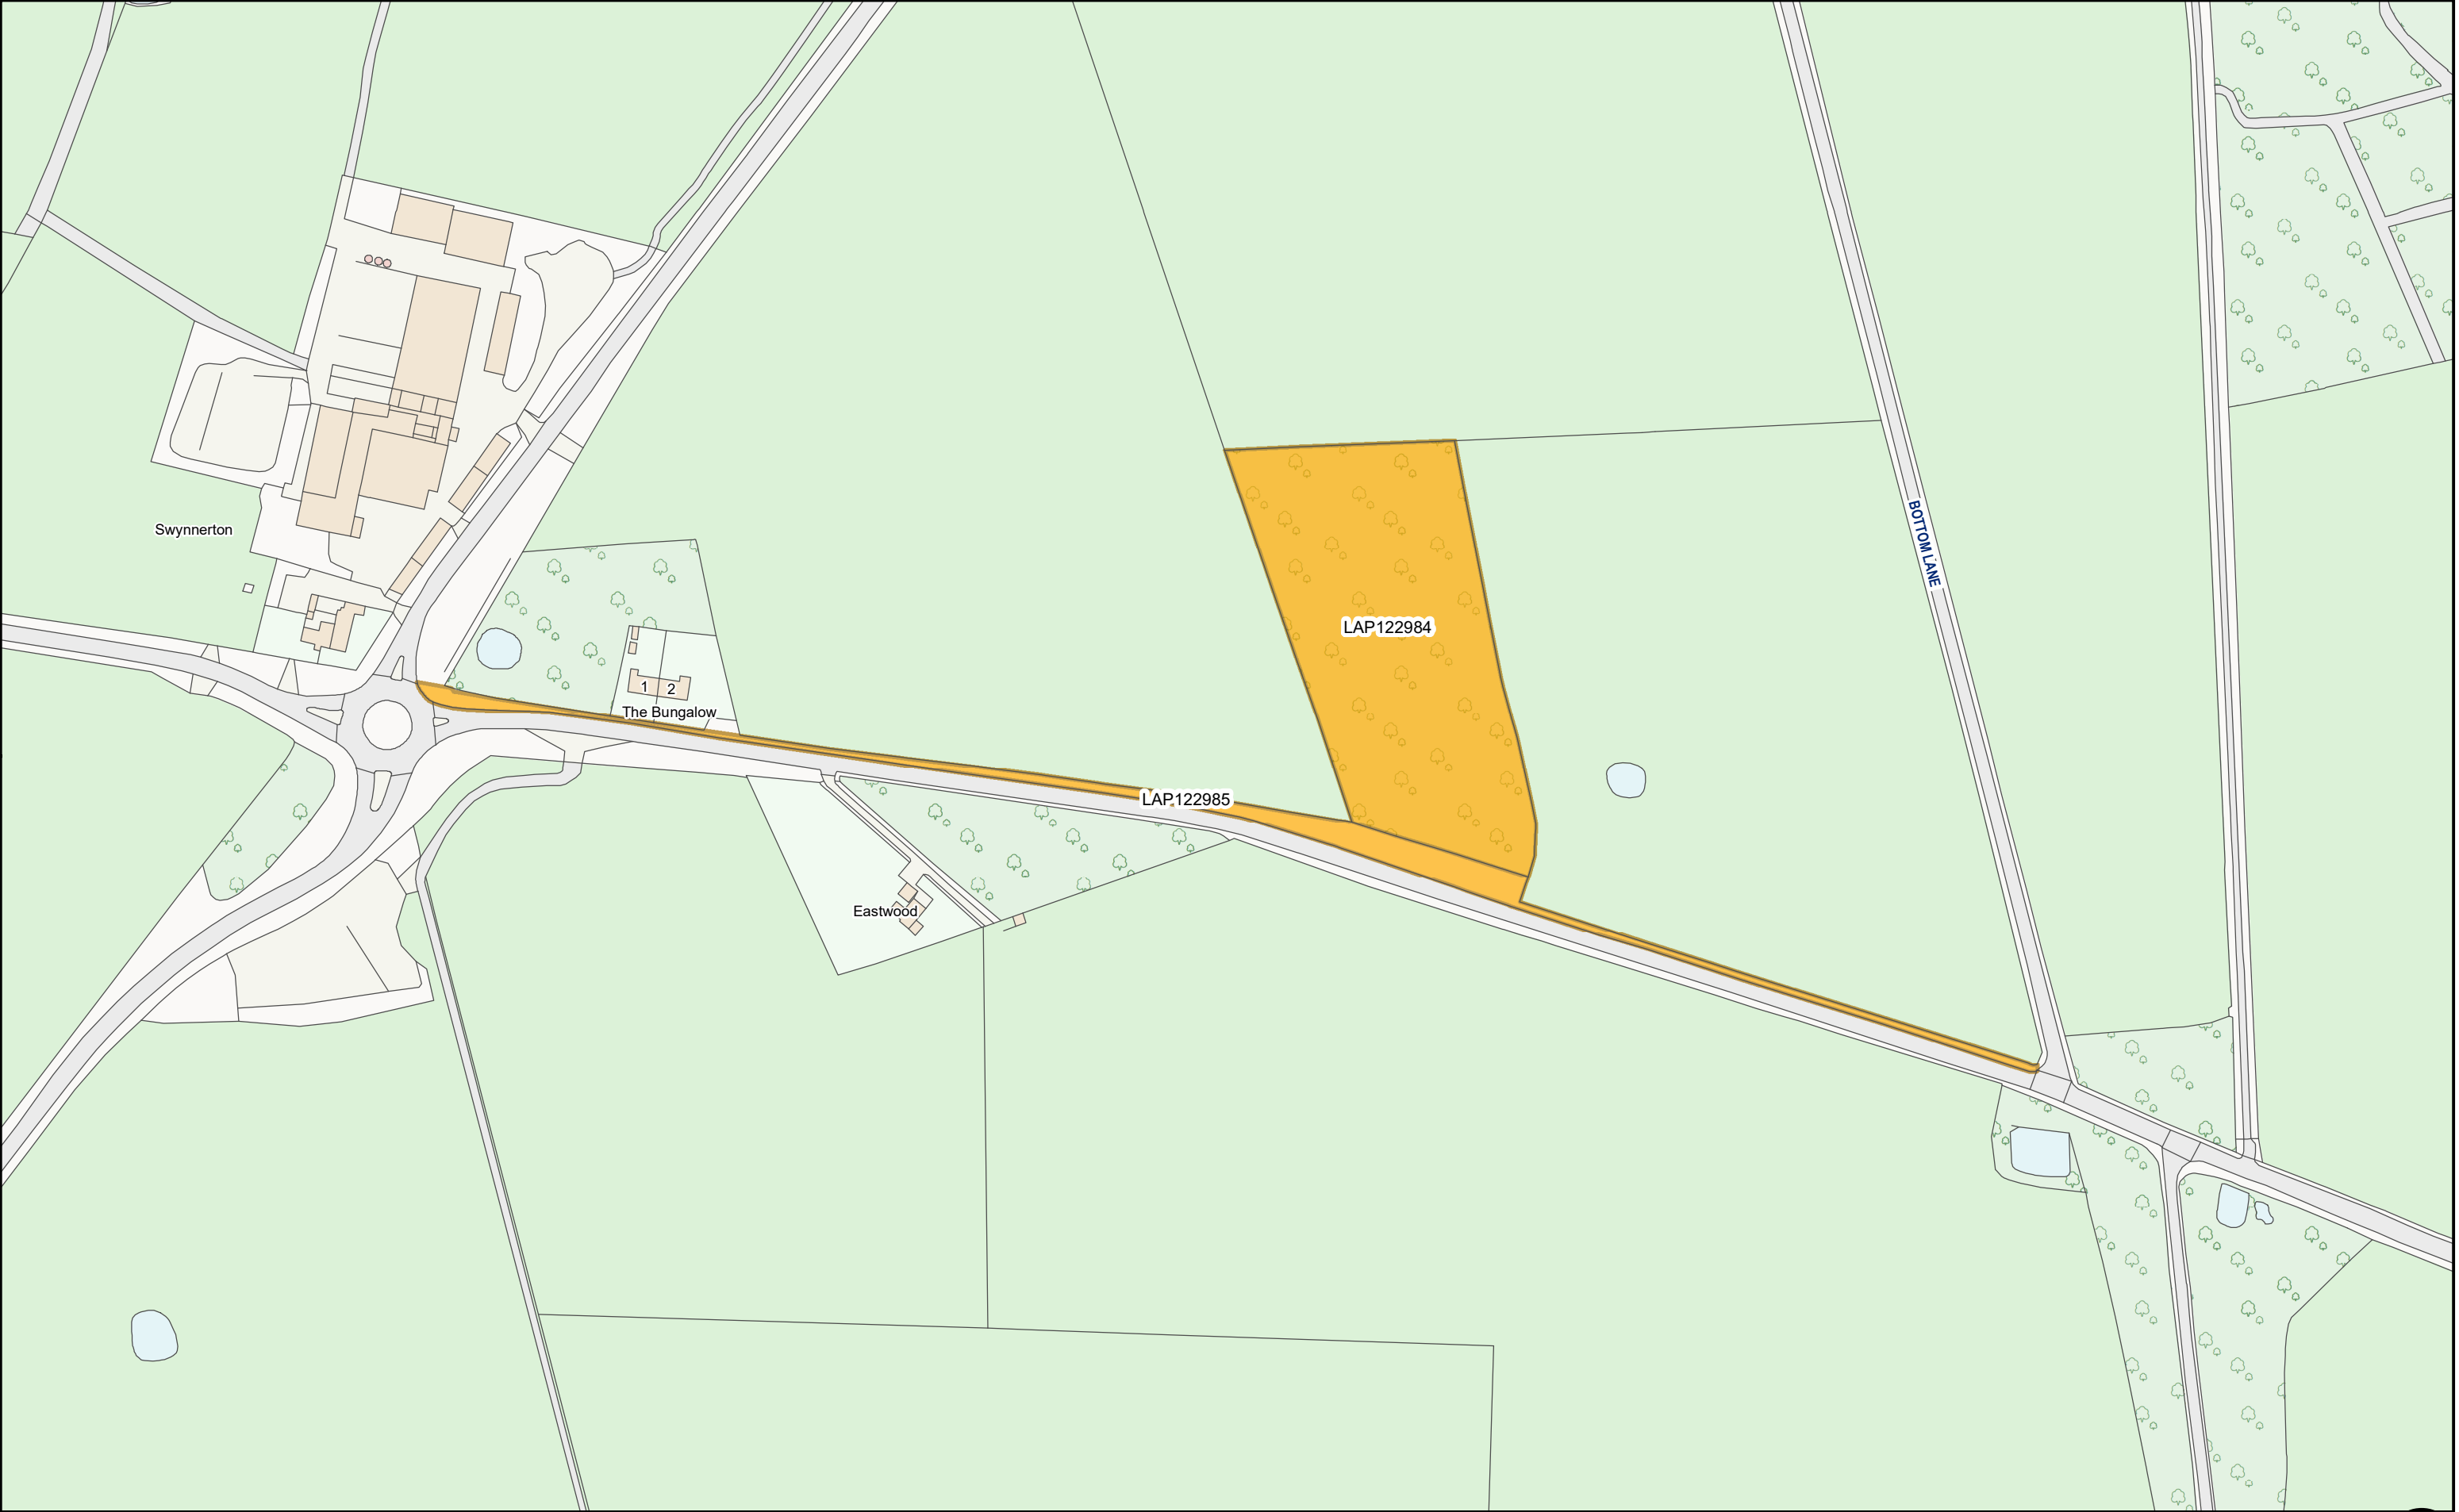 BOTTOM LANE
Swynnerton
LAP122984
1 2
The Bungalow
LAP122985
Eastwood